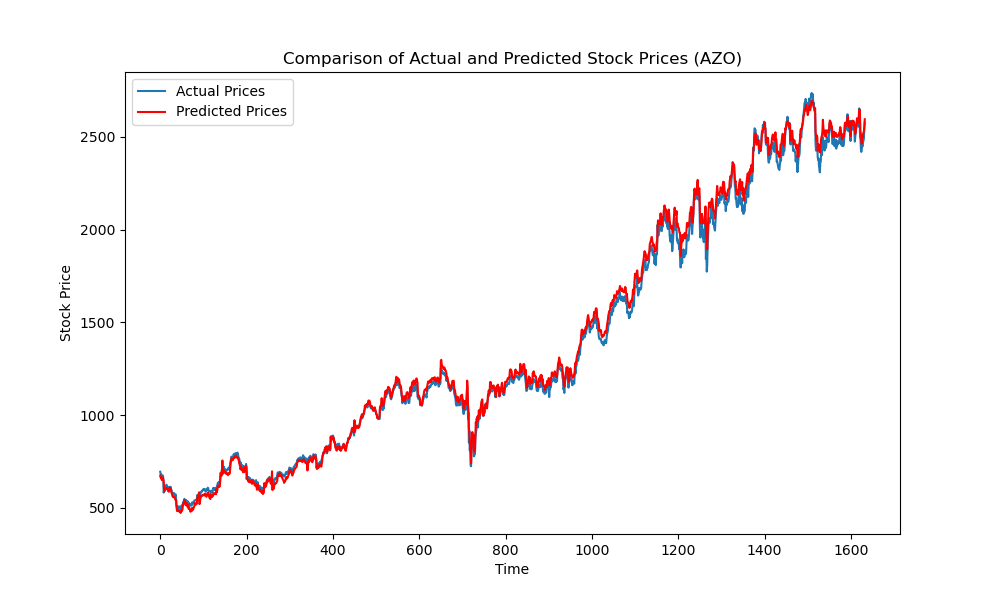 Comparison of Actual and Predicted Stock Prices (AZO)
Actual Prices
Predicted Prices
Stock Price
2500
2000
1500
1000
500
0 200 400 600 800 1000 1200 1400 1600
Time